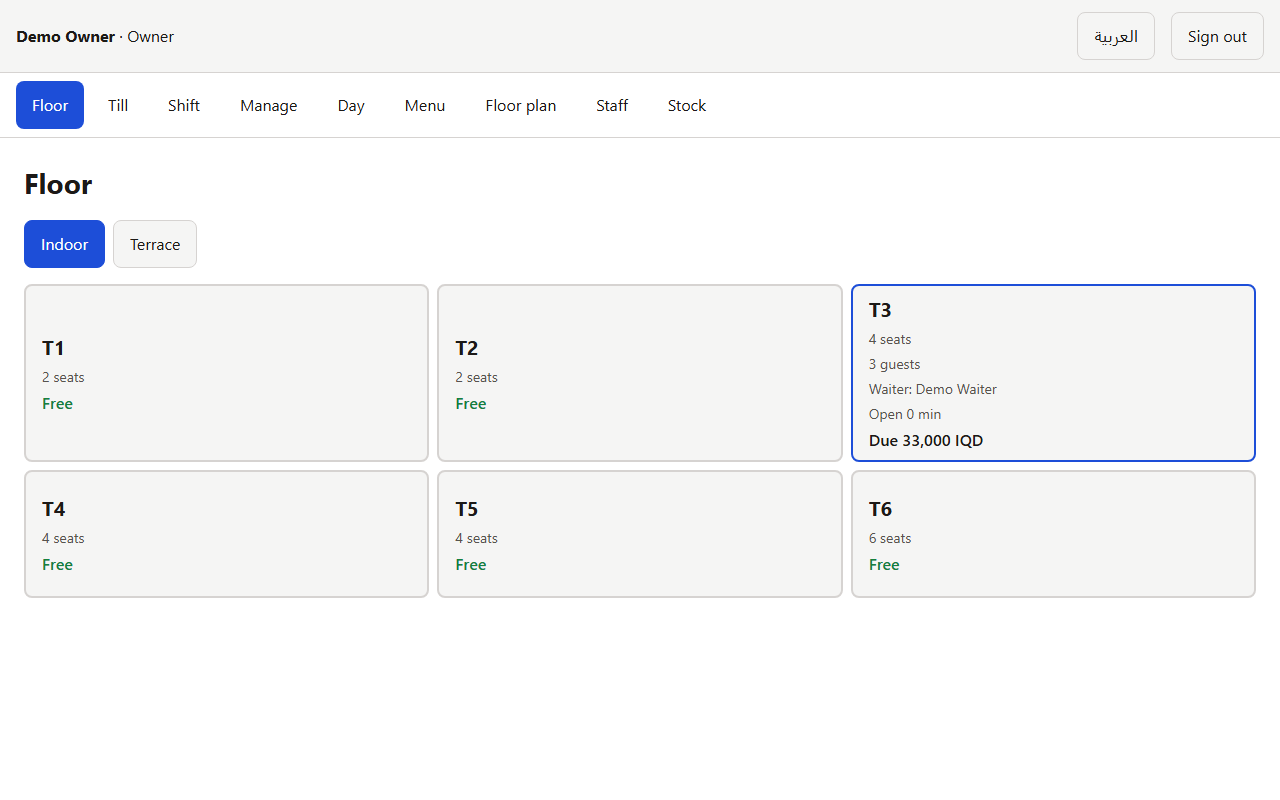 Demo Owner · Owner
العربية
Sign out
Floor
Till
Shift
Manage
Day
Menu
Floor plan
Staff
Stock
Floor
Indoor
Terrace
T1
2 seats
Free
T2
2 seats
Free
T3
4 seats
3 guests
Waiter: Demo Waiter
Open 0 min
Due 33,000 IQD
T4
4 seats
Free
T5
4 seats
Free
T6
6 seats
Free